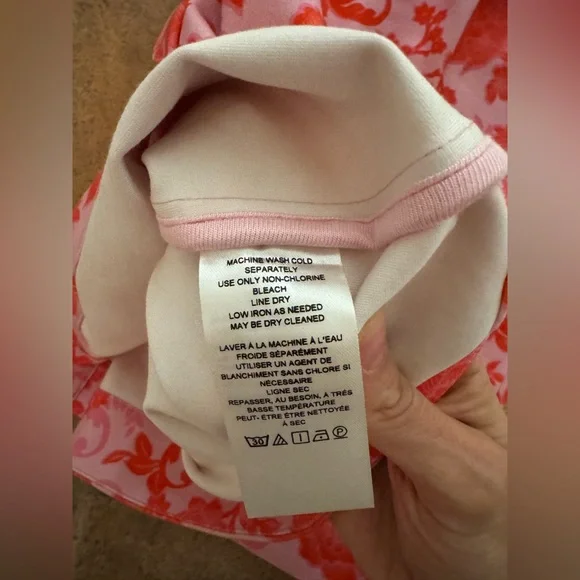 MACHINE WASH COLD
SEPARATELY
USE ONLY NON-CHLORINE
BLEACH
LINE DRY
LOW IRON AS NEEDED
MAY BE DRY CLEANED
LAVER À LA MACHINE À L'EAU
FROIDE SÉPARÉMENT
UTILISER UN AGENT DE
BLANCHIMENT SANS CHLORE SI
NÉCESSAIRE
LIGNE SEC
REPASSER, AU BESOIN, À TRÈS
BASSE TEMPÉRATURE
PEUT- ÊTRE ÊTRE NETTOYÉE
À SEC
30 P